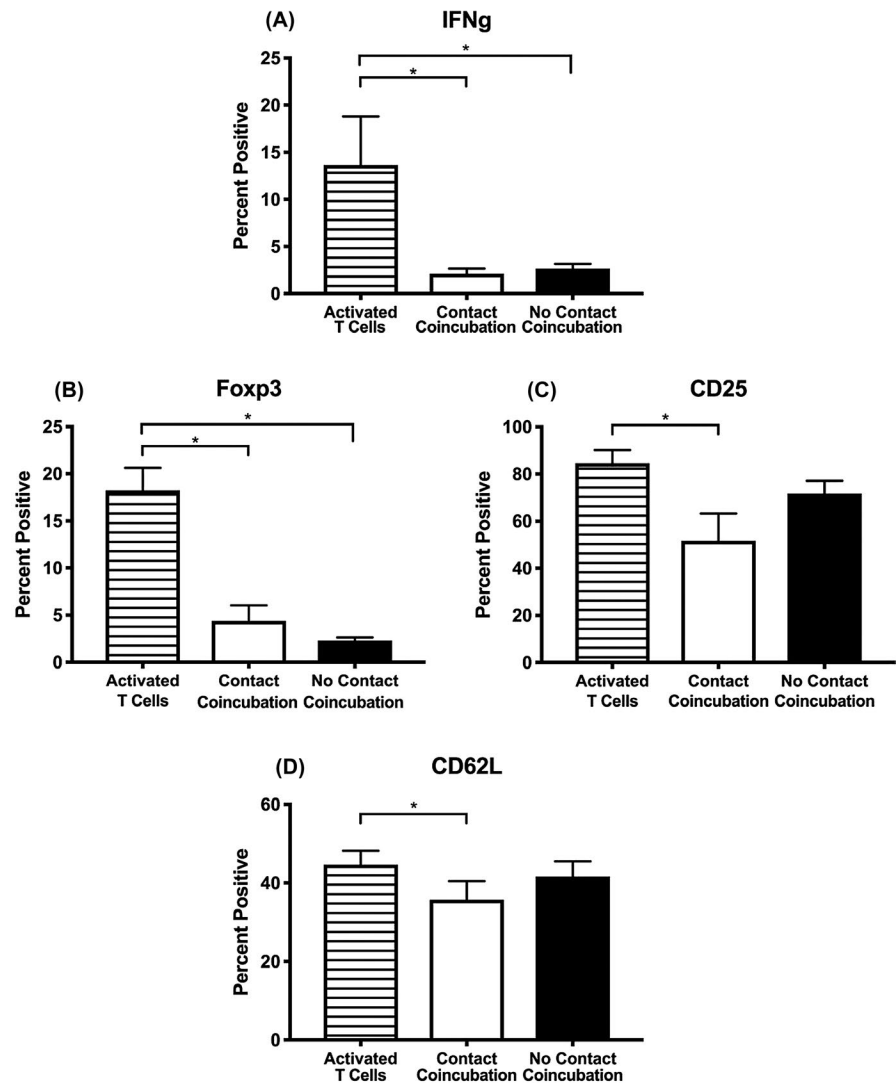 (A) IFNg
Percent Positive
25
20
15
10
5
0
*
*
Activated
T Cells
Contact
Coincubation
No Contact
Coincubation
(B) Foxp3
Percent Positive
25
20
15
10
5
0
*
*
Activated
T Cells
Contact
Coincubation
No Contact
Coincubation
(C) CD25
Percent Positive
100
80
60
40
20
0
*
Activated
T Cells
Contact
Coincubation
No Contact
Coincubation
(D) CD62L
Percent Positive
60
40
20
0
*
Activated
T Cells
Contact
Coincubation
No Contact
Coincubation